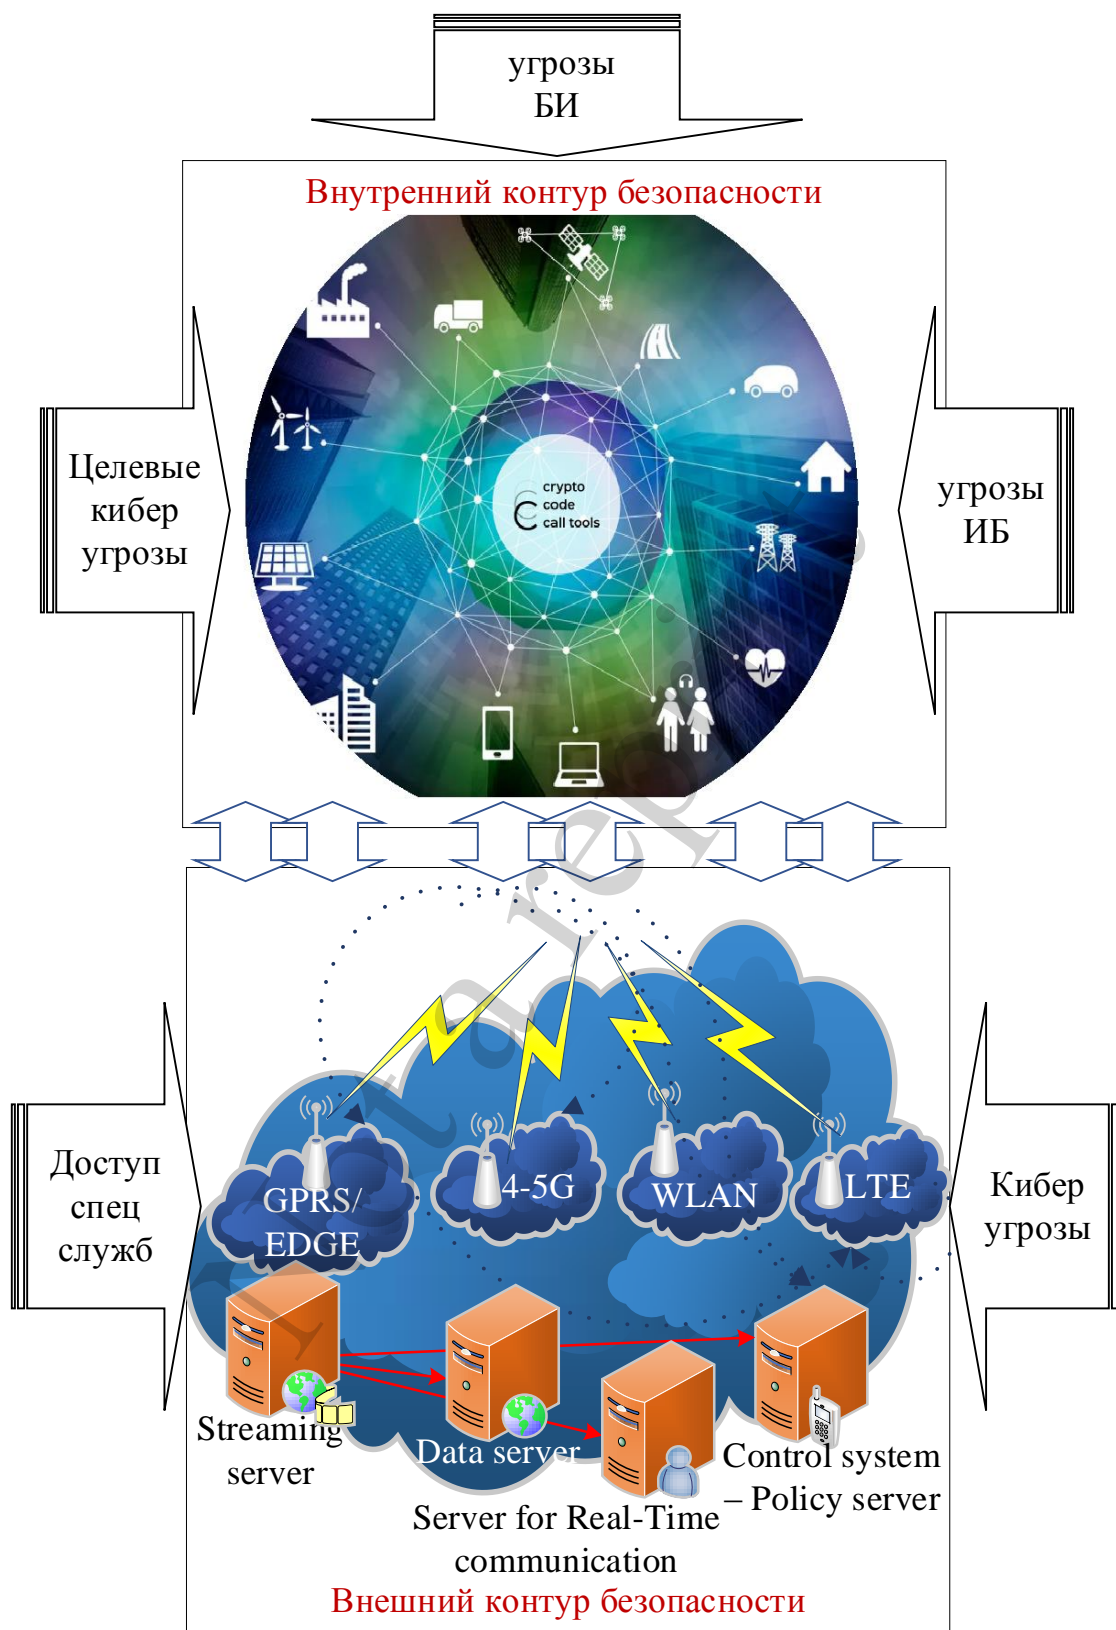 угрозы
БИ
Внутренний контур безопасности
Целевые
кибер
угрозы
crypto
code
call tools
угрозы
ИБ
Доступ
спец
служб
GPRS/
EDGE
4-5G
WLAN
LTE
Кибер
угрозы
Streaming
server
Data server
Server for Real-Time
communication
Control system
– Policy server
Внешний контур безопасности